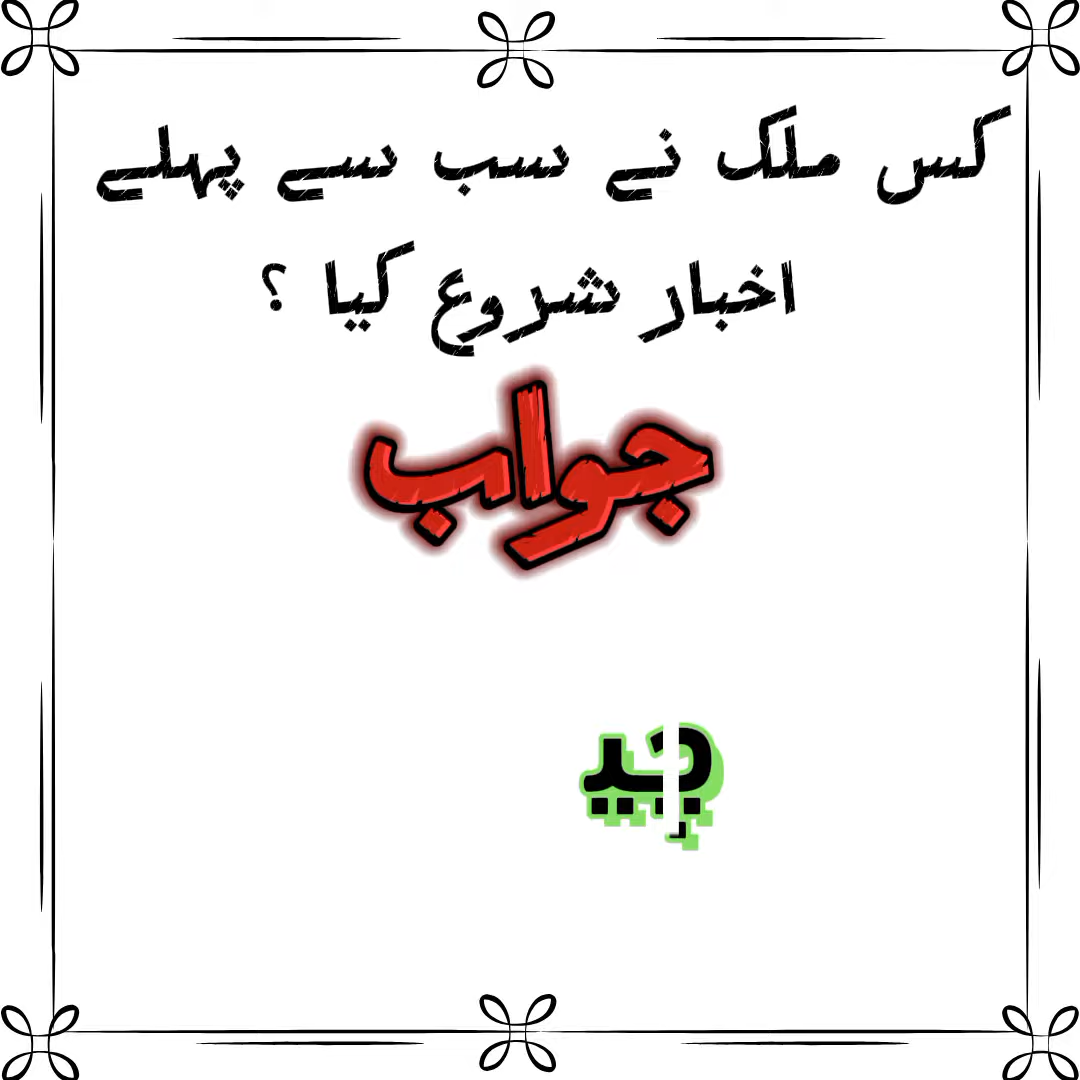 کس ملک نے سب سے پہلے
اخبار شروع کیا ؟
جواب